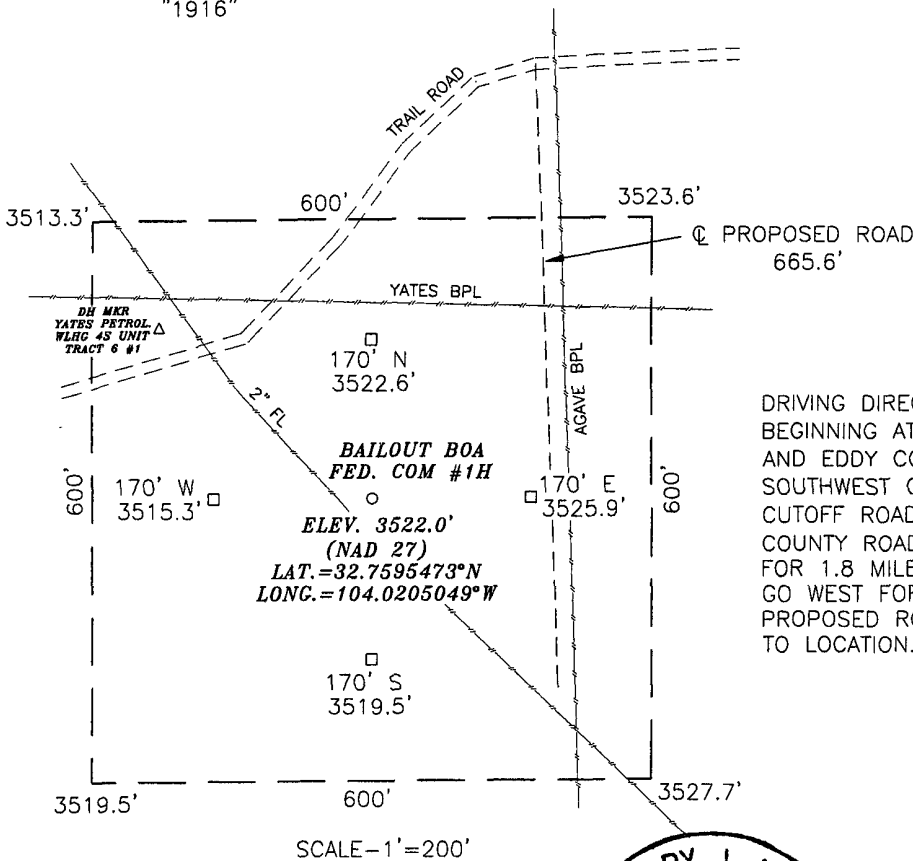 "1916"
TRAIL ROAD
3513.3'
600'
3523.6'
℄ PROPOSED ROAD
665.6'
YATES BPL
DH MKR
YATES PETROL.
WLHG 4S UNIT
TRACT 6 #1
170' N
3522.6'
2" FL
AGAVE BPL
BAILOUT BOA
FED. COM #1H
600'
170' W
3515.3'
170' E
3525.9'
600'
ELEV. 3522.0'
(NAD 27)
LAT.=32.7595473°N
LONG.=104.0205049°W
170' S
3519.5'
DRIVING DIREC
BEGINNING AT
AND EDDY CO
SOUTHWEST C
CUTOFF ROAD
COUNTY ROAD
FOR 1.8 MILE
GO WEST FOR
PROPOSED RO
TO LOCATION.
3519.5'
600'
3527.7'
SCALE-1'=200'